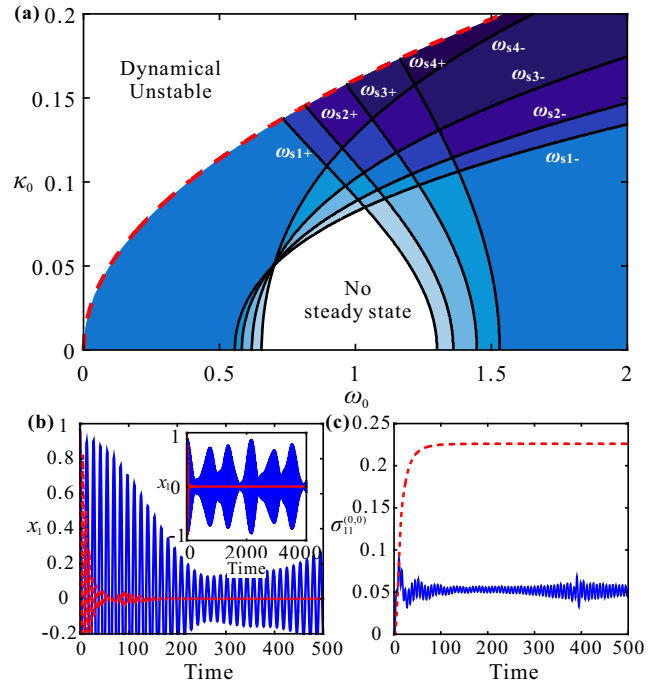 (a)
0.2
0.15
0.1
0.05
0
κ₀
Dynamical
Unstable
ωs1+
ωs2+
ωs3+
ωs4+
ωs4-
ωs3-
ωs2-
ωs1-
No
steady state
0 0.5 1 1.5 2
ω₀
(b)
1
0.8
0.6
0.4
0.2
0
-0.2
x₁
1
0
-1
x₁
0 2000 4000
Time
0 100 200 300 400 500
Time
(c)
0.25
0.2
0.15
0.1
0.05
0
σ₁₁^(0,0)
0 100 200 300 400 500
Time